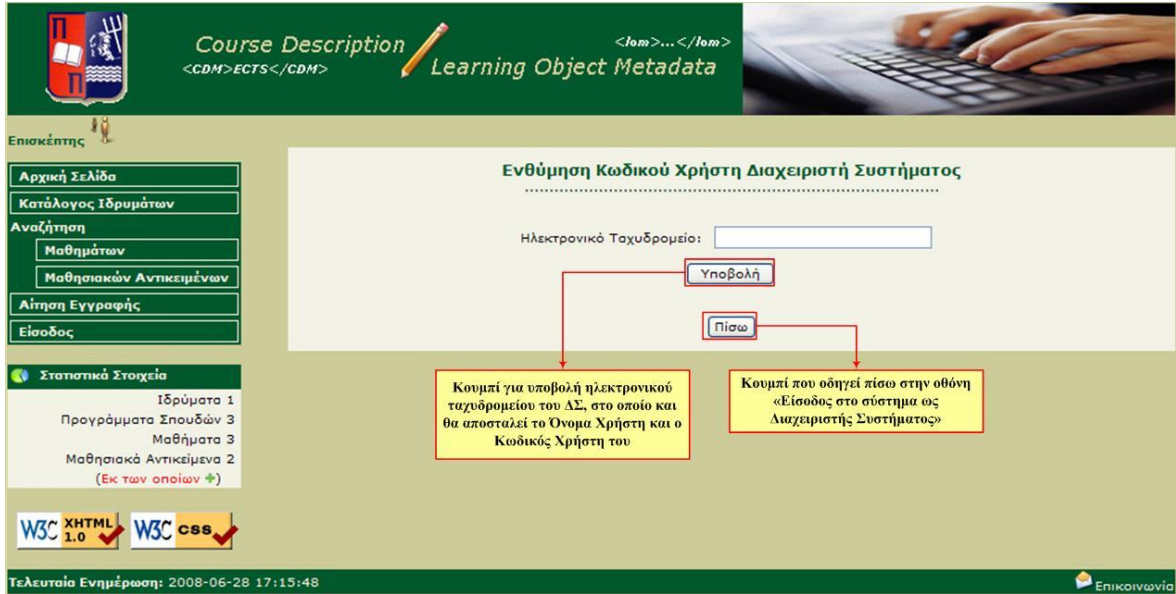 Course Description
<CDM>ECTS</CDM>
<lom>...</lom>
Learning Object Metadata
Επισκέπτης
Αρχική Σελίδα
Κατάλογος Ιδρυμάτων
Αναζήτηση
Μαθημάτων
Μαθησιακών Αντικειμένων
Αίτηση Εγγραφής
Είσοδος
Στατιστικά Στοιχεία
Ιδρύματα 1
Προγράμματα Σπουδών 3
Μαθήματα 3
Μαθησιακά Αντικείμενα 2
(Εκ των οποίων +)
W3C XHTML 1.0
W3C css
Ενθύμηση Κωδικού Χρήστη Διαχειριστή Συστήματος
Ηλεκτρονικό Ταχυδρομείο:
Υποβολή
Πίσω
Κουμπί για υποβολή ηλεκτρονικού
ταχυδρομείου του ΔΣ, στο οποίο και
θα αποσταλεί το Όνομα Χρήστη και ο
Κωδικός Χρήστη του
Κουμπί που οδηγεί πίσω στην οθόνη
«Είσοδος στο σύστημα ως
Διαχειριστής Συστήματος»
Τελευταία Ενημέρωση: 2008-06-28 17:15:48
Επικοινωνία